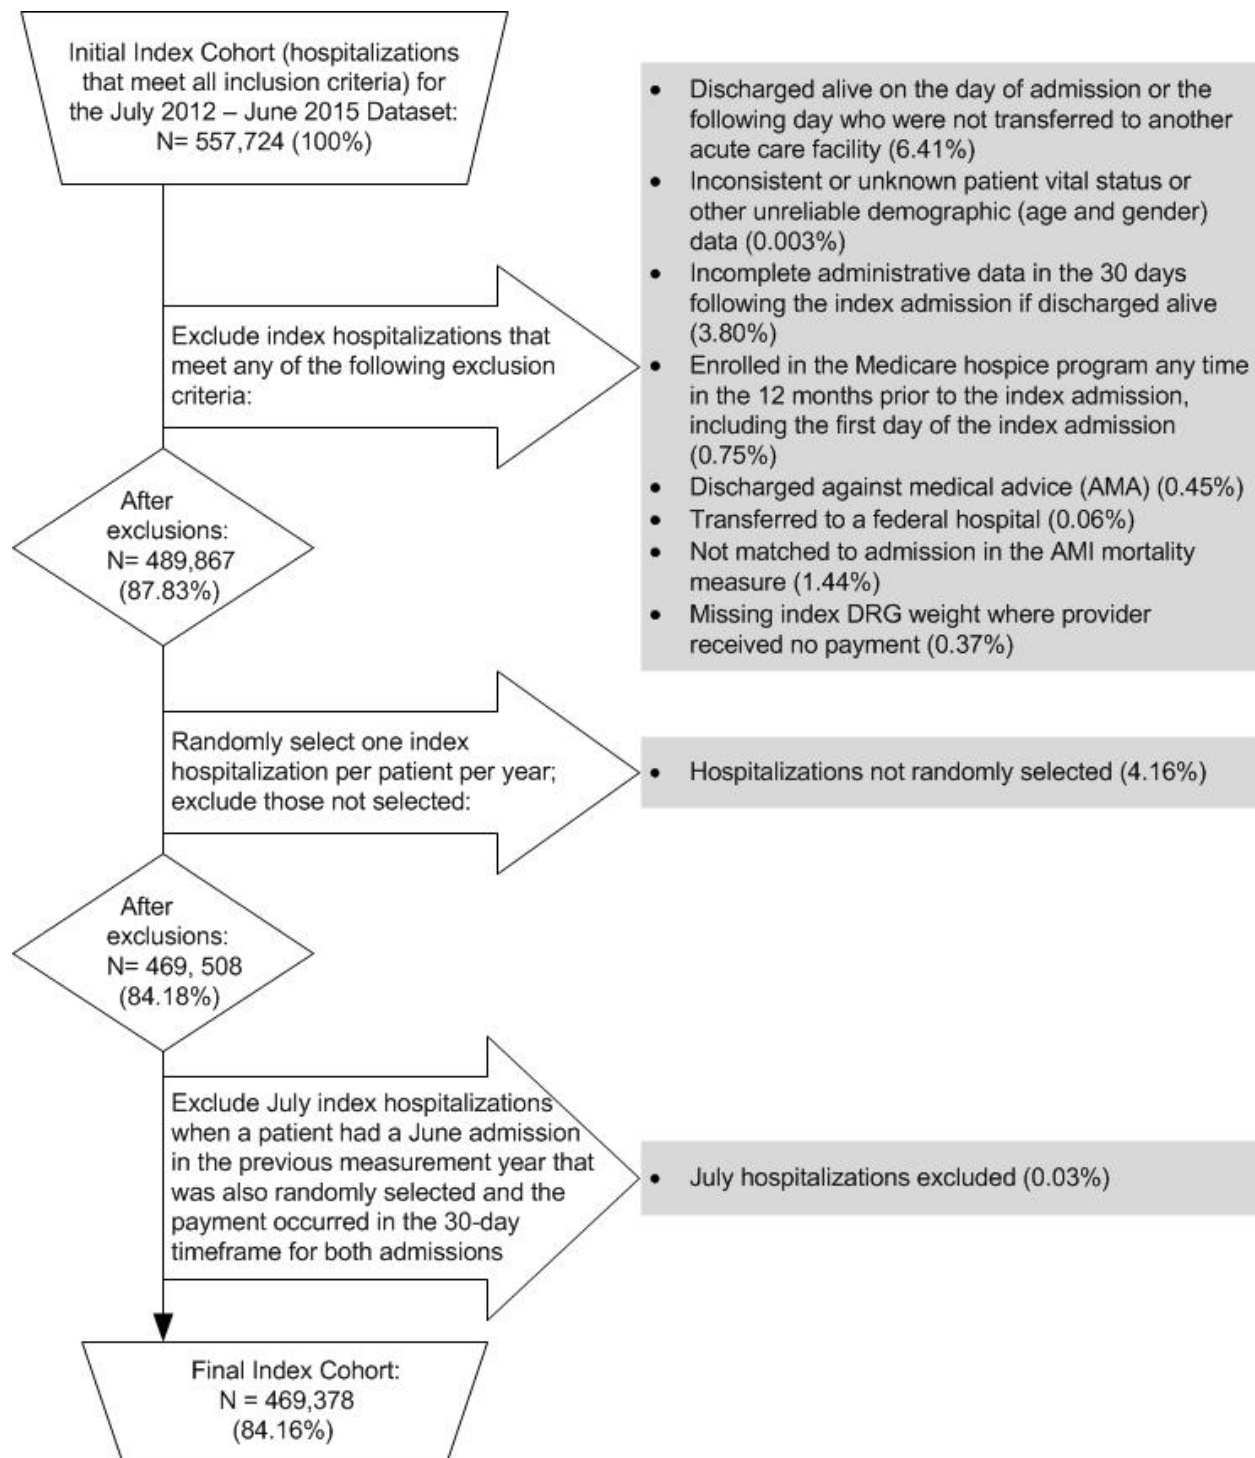 Initial Index Cohort (hospitalizations
that meet all inclusion criteria) for
the July 2012 – June 2015 Dataset:
N= 557,724 (100%)
Exclude index hospitalizations that
meet any of the following exclusion
criteria:
• Discharged alive on the day of admission or the
following day who were not transferred to another
acute care facility (6.41%)
• Inconsistent or unknown patient vital status or
other unreliable demographic (age and gender)
data (0.003%)
• Incomplete administrative data in the 30 days
following the index admission if discharged alive
(3.80%)
• Enrolled in the Medicare hospice program any time
in the 12 months prior to the index admission,
including the first day of the index admission
(0.75%)
• Discharged against medical advice (AMA) (0.45%)
• Transferred to a federal hospital (0.06%)
• Not matched to admission in the AMI mortality
measure (1.44%)
• Missing index DRG weight where provider
received no payment (0.37%)
After
exclusions:
N= 489,867
(87.83%)
Randomly select one index
hospitalization per patient per year;
exclude those not selected:
• Hospitalizations not randomly selected (4.16%)
After
exclusions:
N= 469, 508
(84.18%)
Exclude July index hospitalizations
when a patient had a June admission
in the previous measurement year that
was also randomly selected and the
payment occurred in the 30-day
timeframe for both admissions
• July hospitalizations excluded (0.03%)
Final Index Cohort:
N = 469,378
(84.16%)